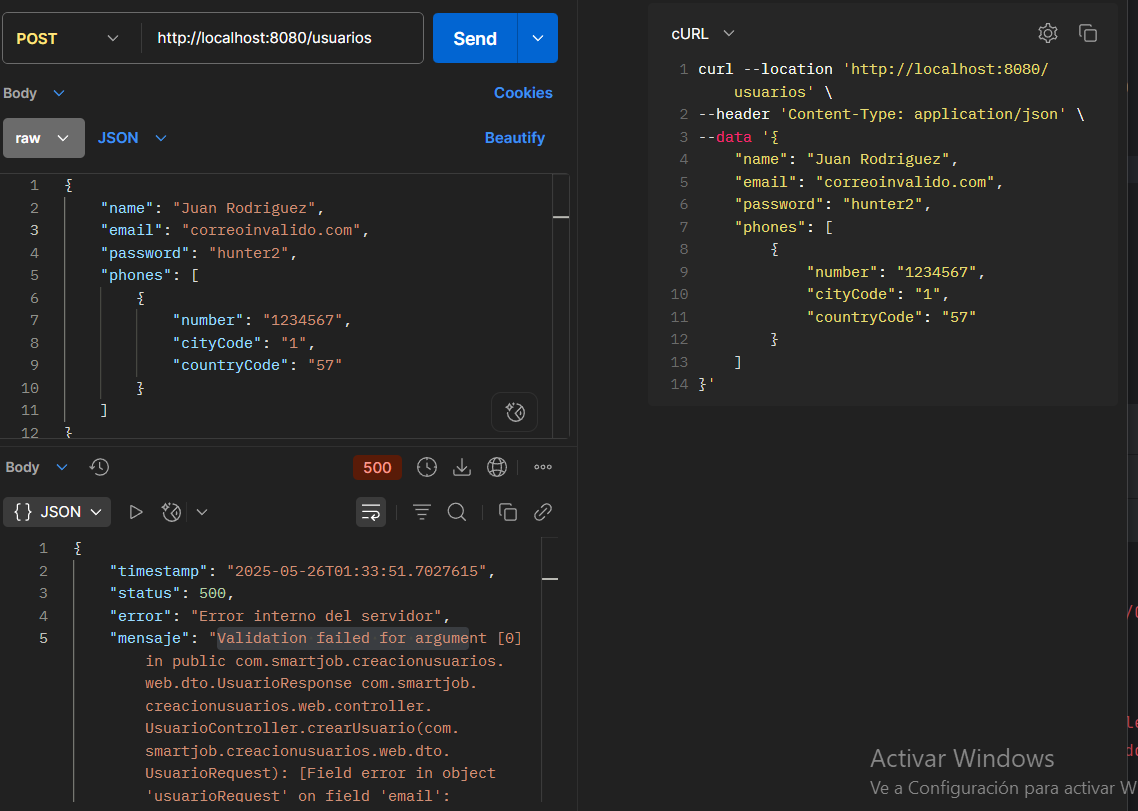 POST
http://localhost:8080/usuarios
Send
Body
Cookies
raw
JSON
Beautify
1 {
2 "name": "Juan Rodriguez",
3 "email": "correoinvalido.com",
4 "password": "hunter2",
5 "phones": [
6 {
7 "number": "1234567",
8 "cityCode": "1",
9 "countryCode": "57"
10 }
11 ]
12 }
Body
500
{} JSON
1 {
2 "timestamp": "2025-05-26T01:33:51.7027615",
3 "status": 500,
4 "error": "Error interno del servidor",
5 "mensaje": "Validation failed for argument [0]
in public com.smartjob.creacionusuarios.
web.dto.UsuarioResponse com.smartjob.
creacionusuarios.web.controller.
UsuarioController.crearUsuario(com.
smartjob.creacionusuarios.web.dto.
UsuarioRequest): [Field error in object
'usuarioRequest' on field 'email':
cURL
1 curl --location 'http://localhost:8080/
usuarios' \
2 --header 'Content-Type: application/json' \
3 --data '{
4 "name": "Juan Rodriguez",
5 "email": "correoinvalido.com",
6 "password": "hunter2",
7 "phones": [
8 {
9 "number": "1234567",
10 "cityCode": "1",
11 "countryCode": "57"
12 }
13 ]
14 }'
Activar Windows
Ve a Configuración para activar W